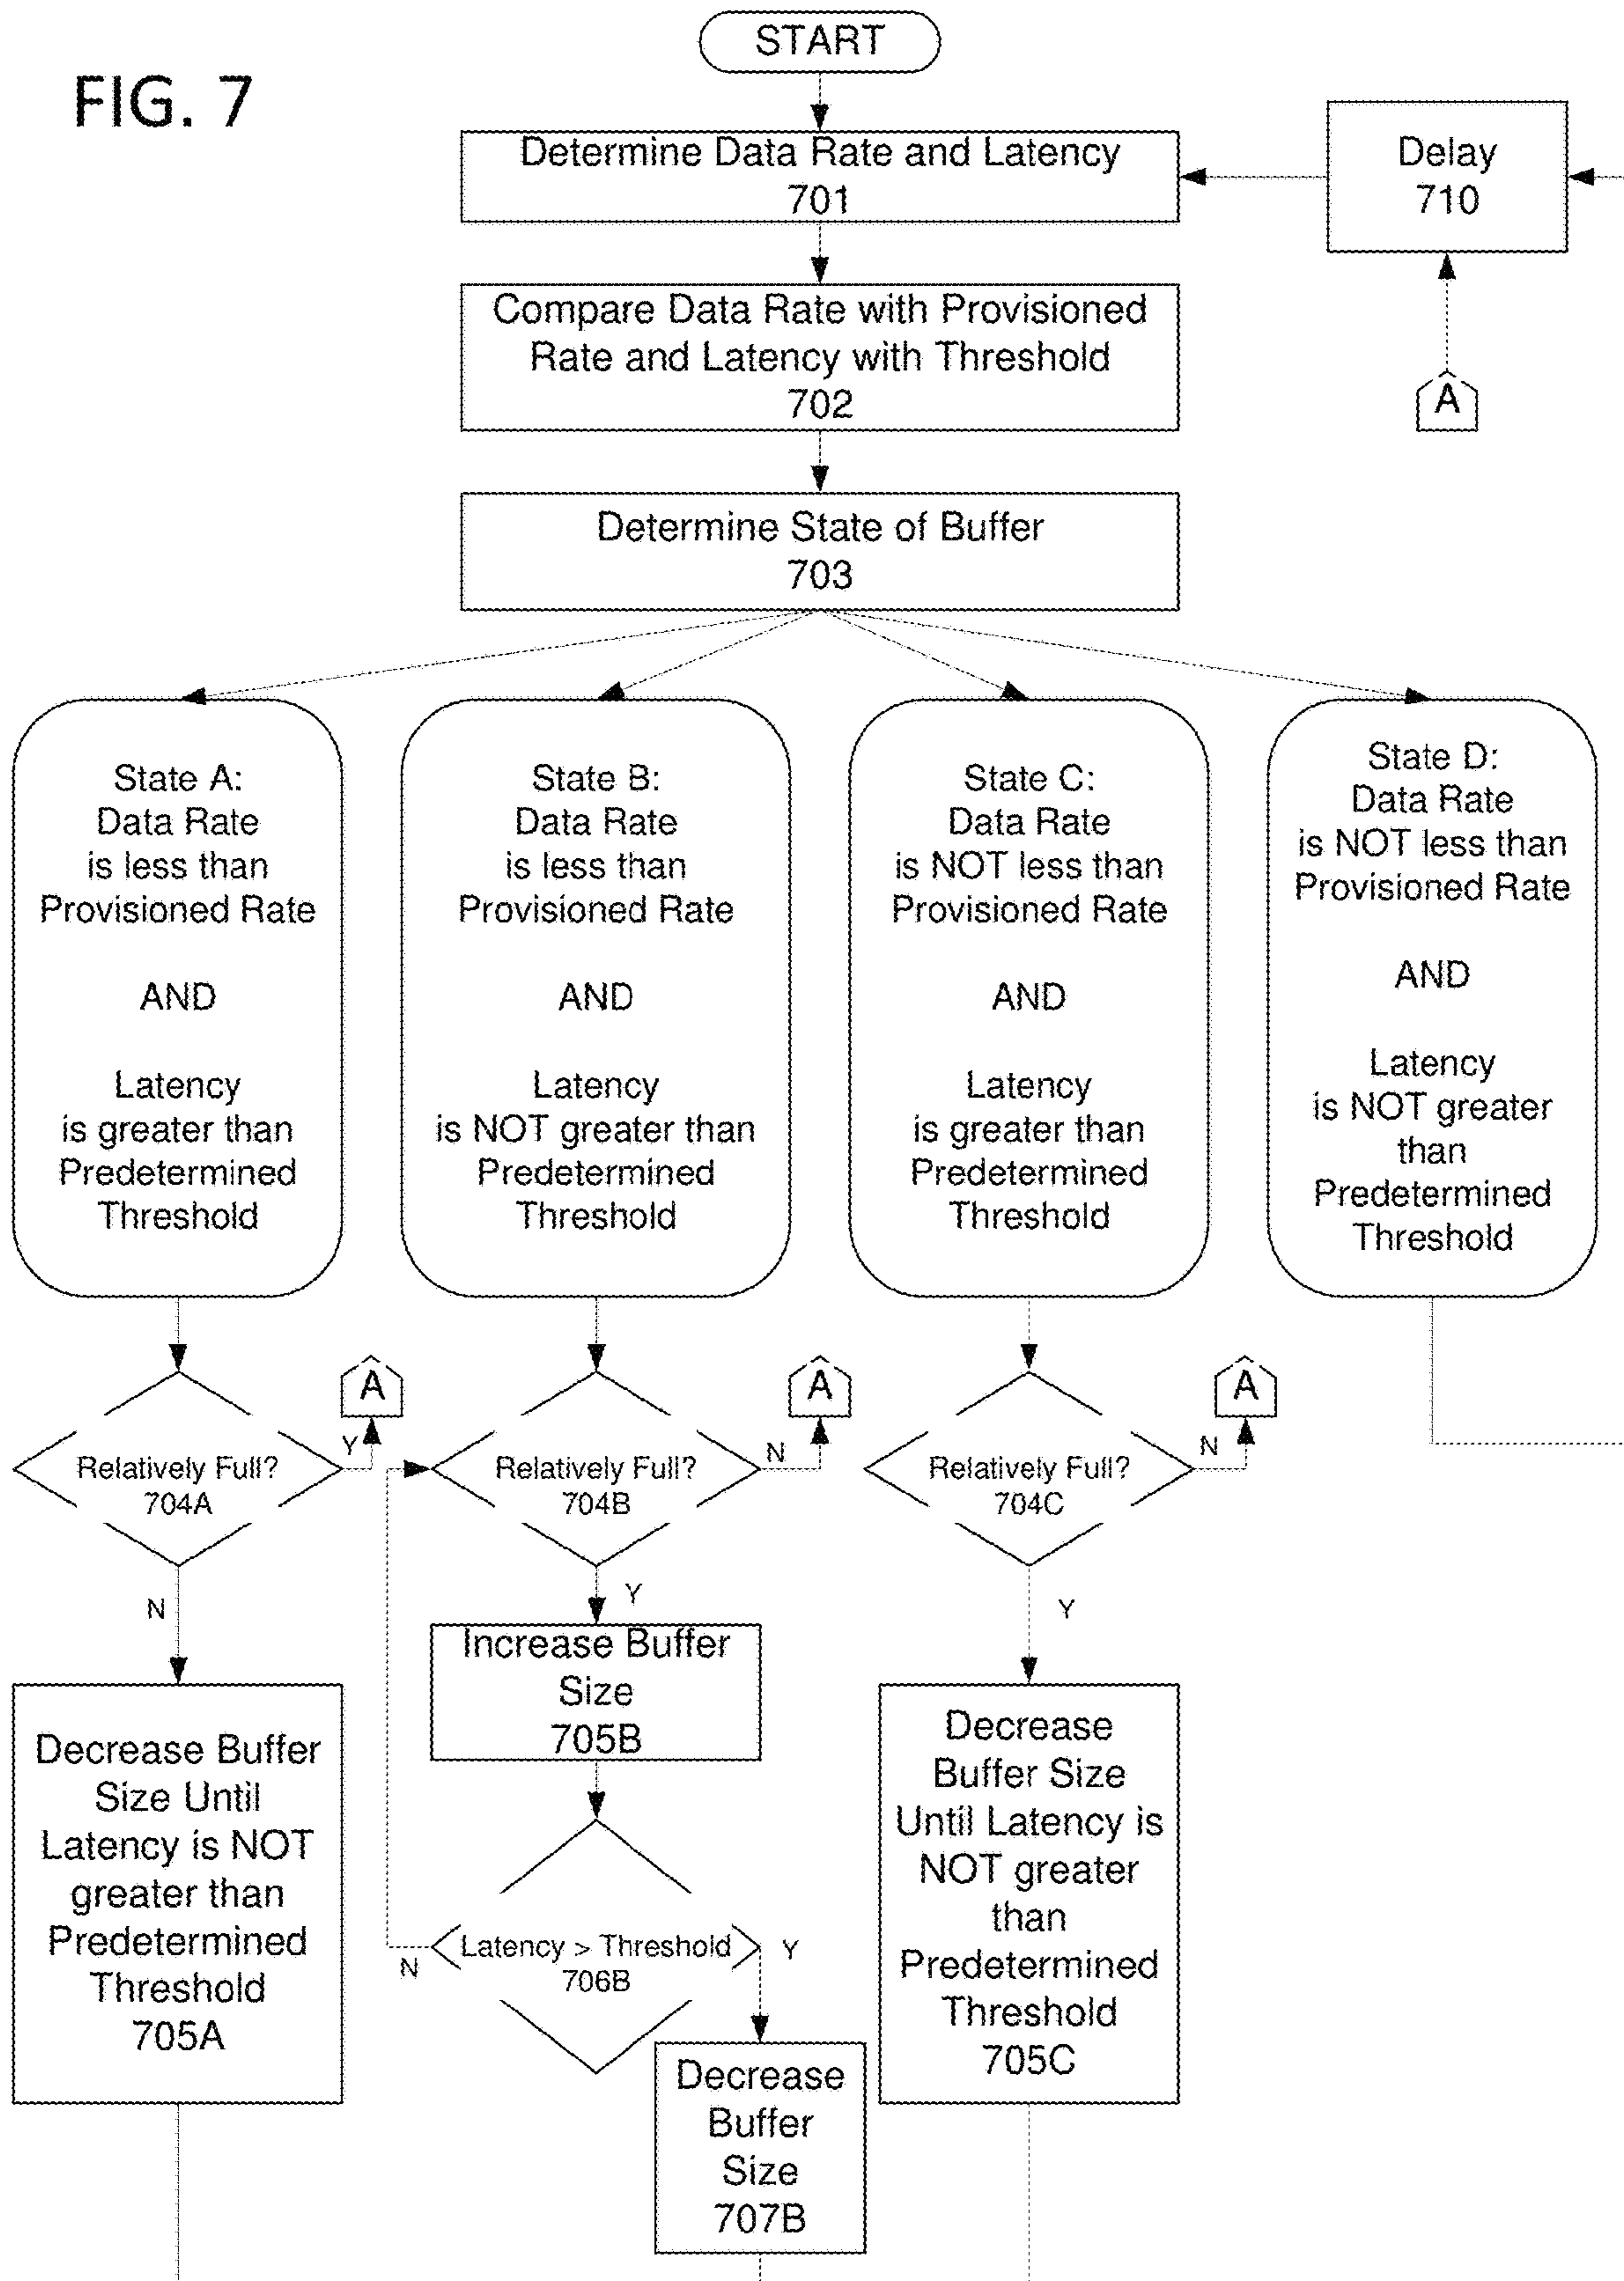 START
FIG. 7
Determine Data Rate and Latency
701
Delay
710
Compare Data Rate with Provisioned
Rate and Latency with Threshold
702
A
Determine State of Buffer
703
State A:
Data Rate
is less than
Provisioned Rate
AND
Latency
is greater than
Predetermined
Threshold
State B:
Data Rate
is less than
Provisioned Rate
AND
Latency
is NOT greater than
Predetermined
Threshold
State C:
Data Rate
is NOT less than
Provisioned Rate
AND
Latency
is greater than
Predetermined
Threshold
State D:
Data Rate
is NOT less than
Provisioned Rate
AND
Latency
is NOT greater
than
Predetermined
Threshold
Relatively Full?
704A
Y
A
N
Relatively Full?
704B
N
A
Y
Relatively Full?
704C
N
A
Y
Decrease Buffer
Size Until
Latency is NOT
greater than
Predetermined
Threshold
705A
Increase Buffer
Size
705B
Latency > Threshold
706B
N
Y
Decrease
Buffer
Size
707B
Decrease
Buffer Size
Until Latency is
NOT greater
than
Predetermined
Threshold
705C